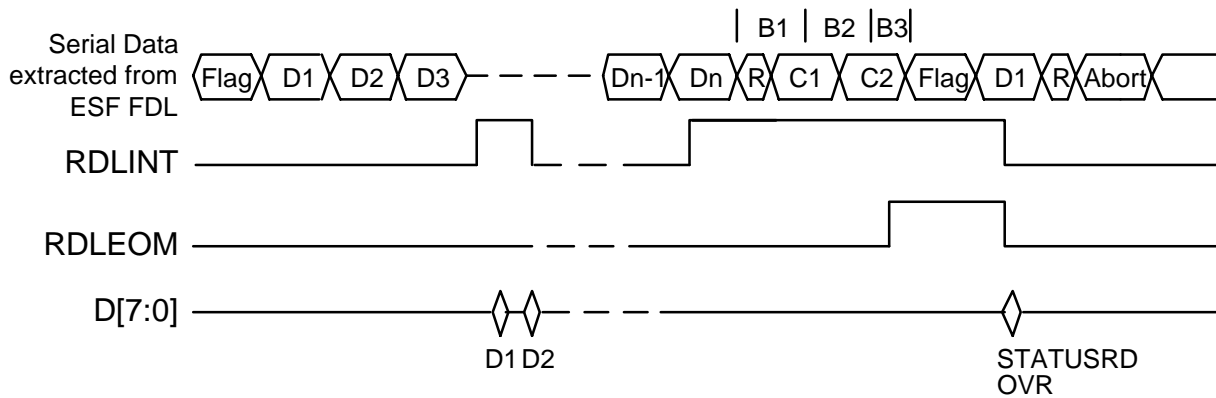 B1 B2 B3
Serial Data
extracted from
ESF FDL
Flag D1 D2 D3 Dn-1 Dn R C1 C2 Flag D1 R Abort
RDLINT
RDLEOM
D[7:0]
D1 D2
STATUSRD
OVR